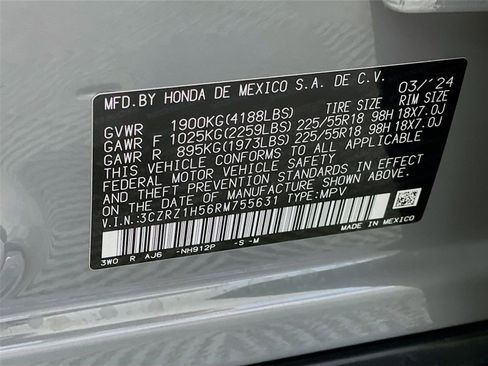 MFD.BY HONDA DE MEXICO S.A. DE C.V. 03/´24
GVWR 1900KG(4188LBS) TIRE SIZE RIM SIZE
GAWR F 1025KG(2259LBS) 225/55R18 98H 18X7.0J
GAWR R 895KG(1973LBS) 225/55R18 98H 18X7.0J
THIS VEHICLE CONFORMS TO ALL APPLICABLE
FEDERAL MOTOR VEHICLE SAFETY
AND THEFT PREVENTION STANDARDS IN EFFECT
ON THE DATE OF MANUFACTURE SHOWN ABOVE.
V.I.N.:3CZRZ1H56RM755631 TYPE:MPV
3W0 R AJ6 -NH912P -S -M MADE IN MEXICO